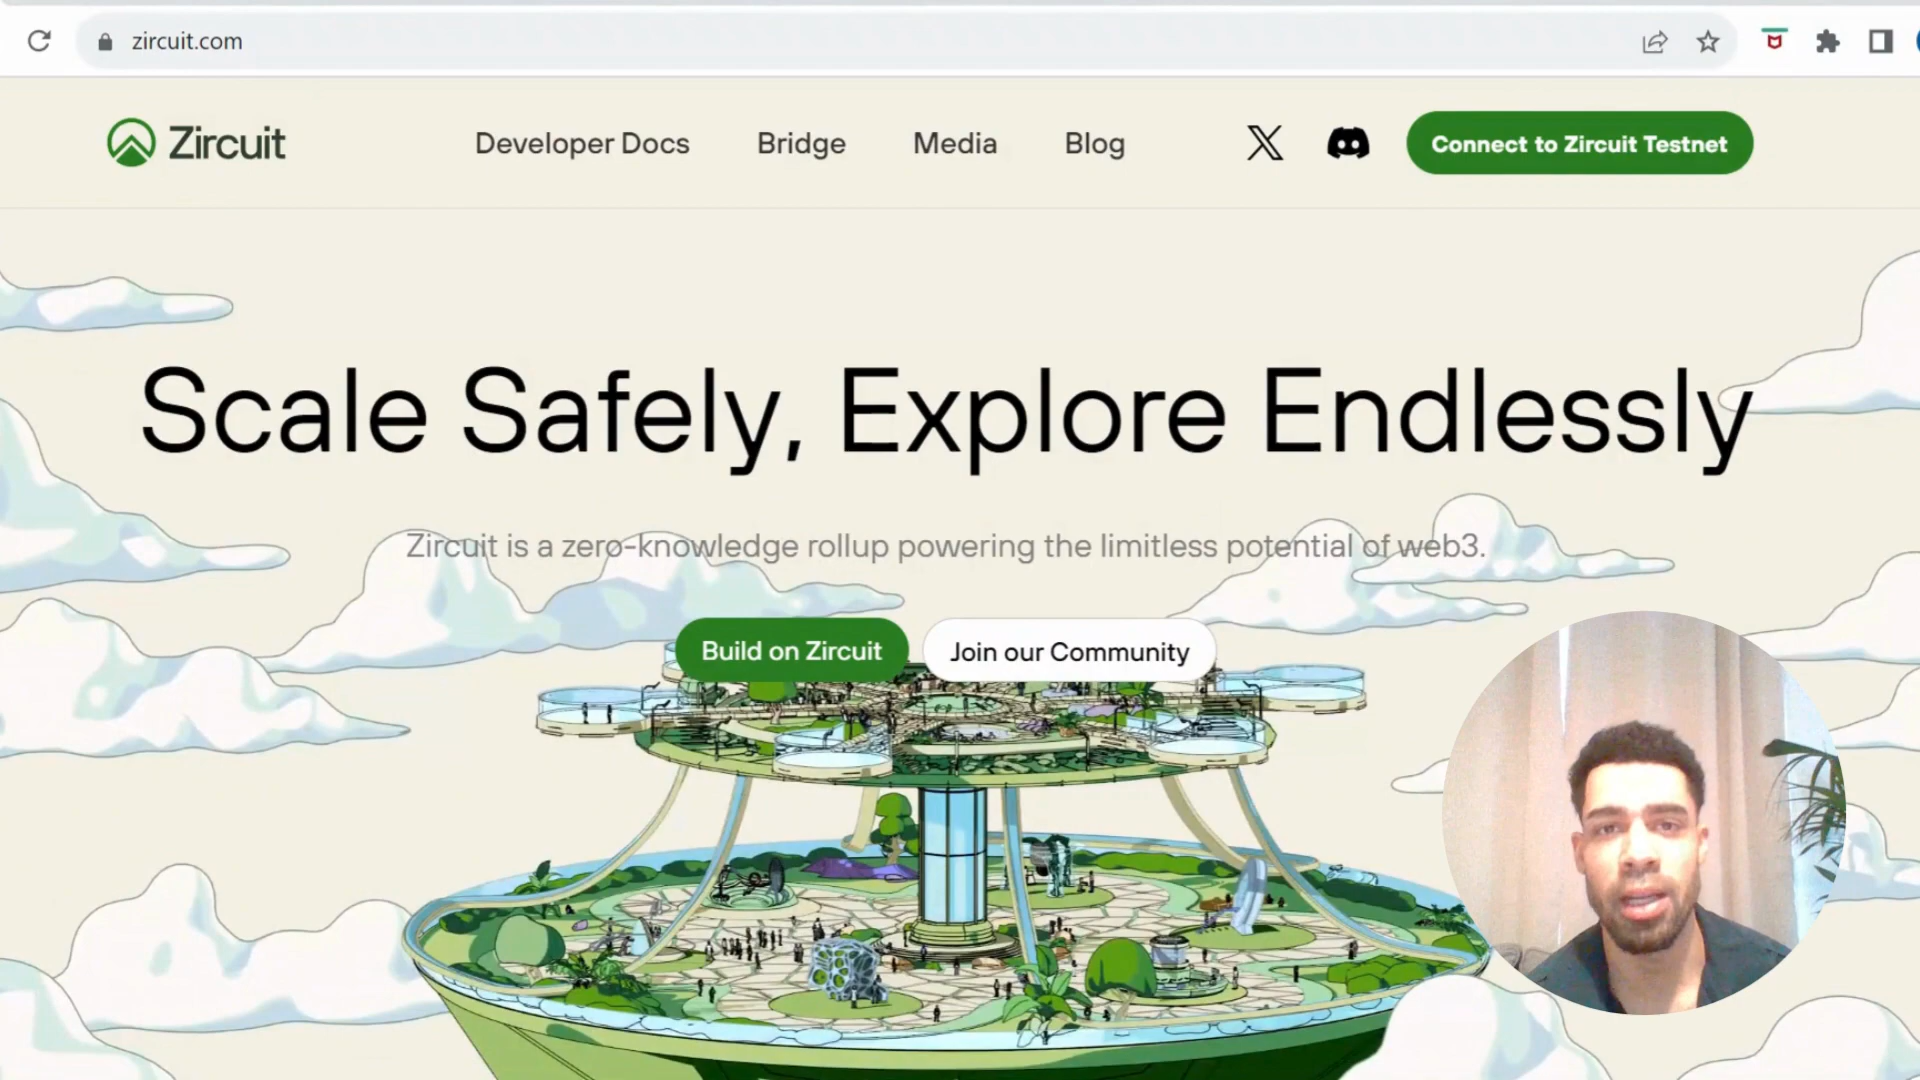 zircuit.com
Zircuit
Developer Docs
Bridge
Media
Blog
Connect to Zircuit Testnet
Scale Safely, Explore Endlessly
Zircuit is a zero-knowledge rollup powering the limitless potential of web3.
Build on Zircuit
Join our Community